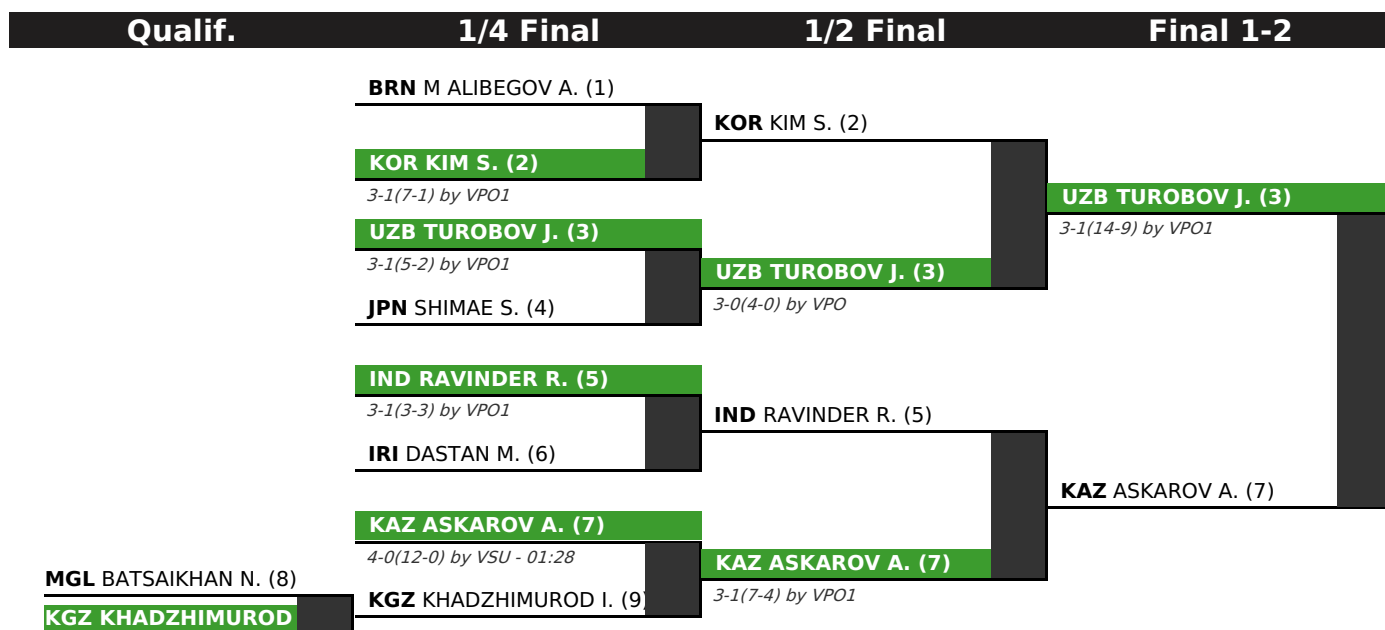 Qualif. 1/4 Final 1/2 Final Final 1-2
BRN M ALIBEGOV A. (1)
KOR KIM S. (2)
3-1(7-1) by VPO1
UZB TUROBOV J. (3)
3-1(5-2) by VPO1
JPN SHIMAE S. (4)
IND RAVINDER R. (5)
3-1(3-3) by VPO1
IRI DASTAN M. (6)
KAZ ASKAROV A. (7)
4-0(12-0) by VSU - 01:28
MGL BATSAIKHAN N. (8)
KGZ KHADZHIMUROD
KGZ KHADZHIMUROD I. (9)
KOR KIM S. (2)
UZB TUROBOV J. (3)
3-0(4-0) by VPO
IND RAVINDER R. (5)
KAZ ASKAROV A. (7)
3-1(7-4) by VPO1
UZB TUROBOV J. (3)
3-1(14-9) by VPO1
KAZ ASKAROV A. (7)